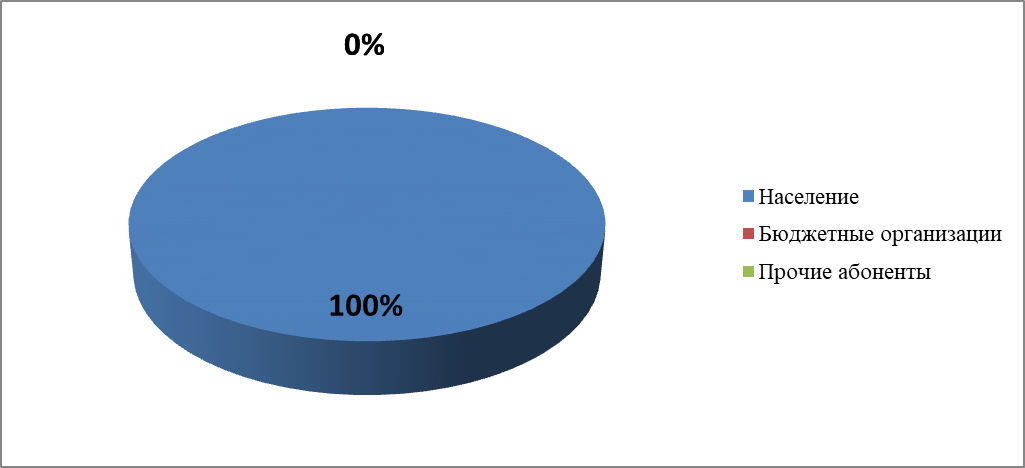 0%
100%
Население
Бюджетные организации
Прочие абоненты